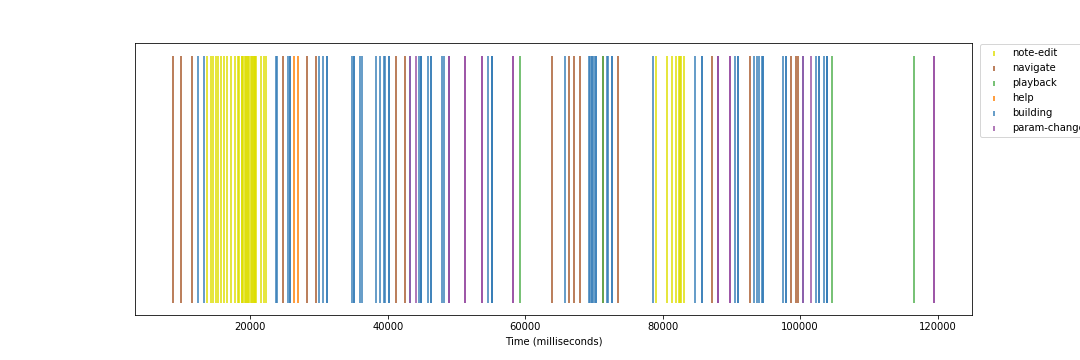 note-edit
navigate
playback
help
building
param-change
20000 40000 60000 80000 100000 120000
Time (milliseconds)